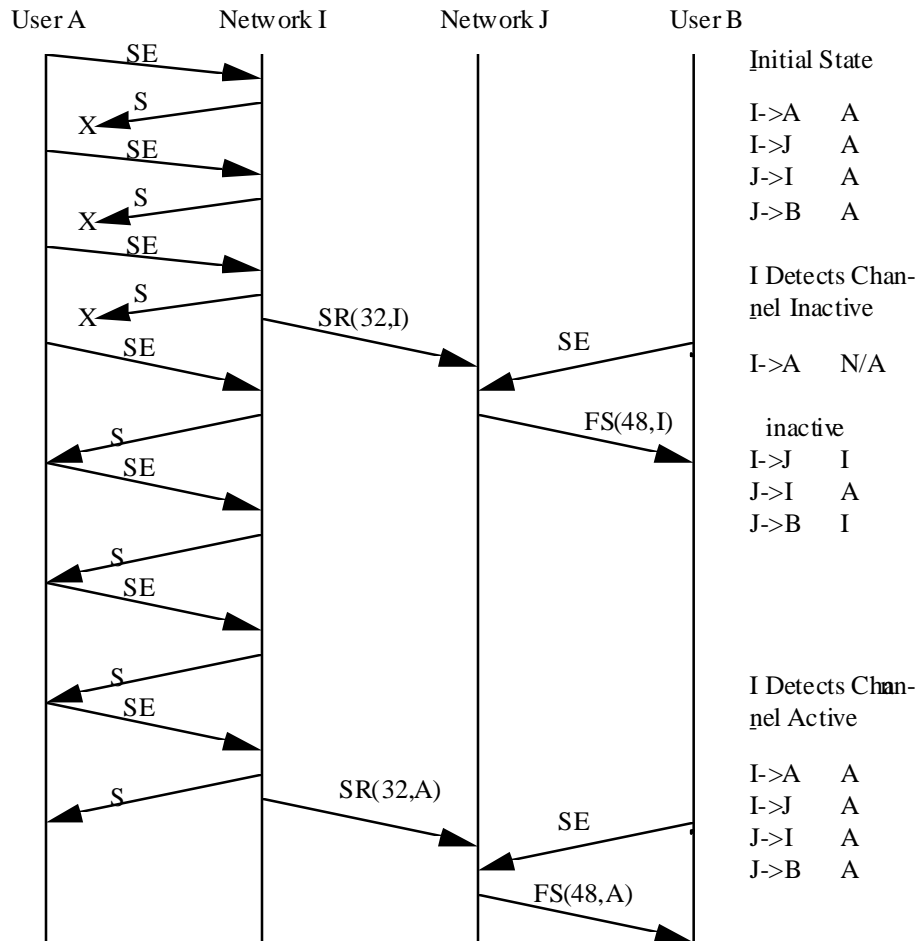 User A Network I Network J User B
SE
Initial State
S
X
I->A A
SE
I->J A
J->I A
S
X
J->B A
SE
I Detects Chan-
nel Inactive
S
X
SR(32,I)
SE
SE
I->A N/A
S
FS(48,I)
inactive
I->J I
SE
J->I A
J->B I
S
SE
S
I Detects Channan-
nel Active
SE
I->A A
S
SR(32,A)
I->J A
SE
J->I A
J->B A
FS(48,A)